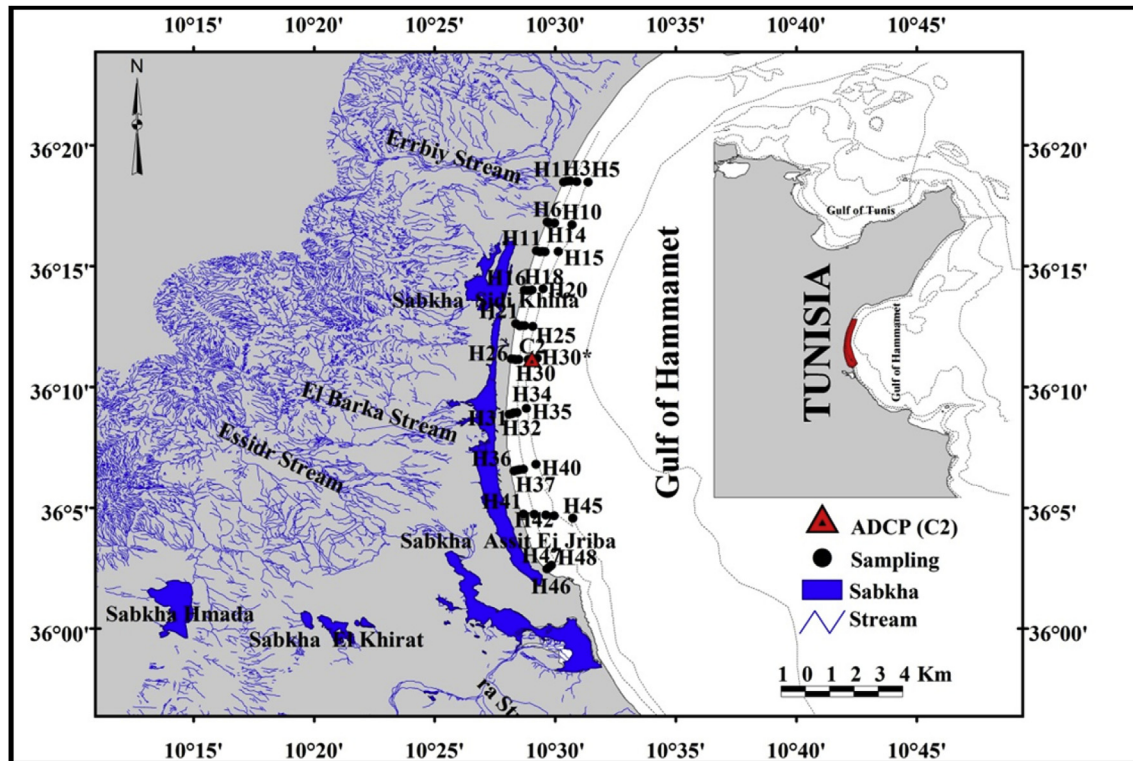 10°15' 10°20' 10°25' 10°30' 10°35' 10°40' 10°45'
N
36°20' 36°20'
Errbiy Stream
H1 H3 H5
H6 H10
H11 H14
H15
36°15' 36°15'
H16 H18
H20
Sabkha Sidi Khlifa
H21
H25
C2
H26 H30*
H30
36°10' 36°10'
El Barka Stream
H34
H31 H35
H32
Essidr Stream
H36
H40
H37
36°05' 36°05'
H41 H45
H42
Sabkha Assit Ej Jriba
H47 H48
H46
Sabkha Hmada
36°00' 36°00'
Sabkha El Khirat
ra St
Gulf of Hammamet
Gulf of Tunis
TUNISIA
Gulf of Hammamet
ADCP (C2)
Sampling
Sabkha
Stream
1 0 1 2 3 4 Km
10°15' 10°20' 10°25' 10°30' 10°35' 10°40' 10°45'